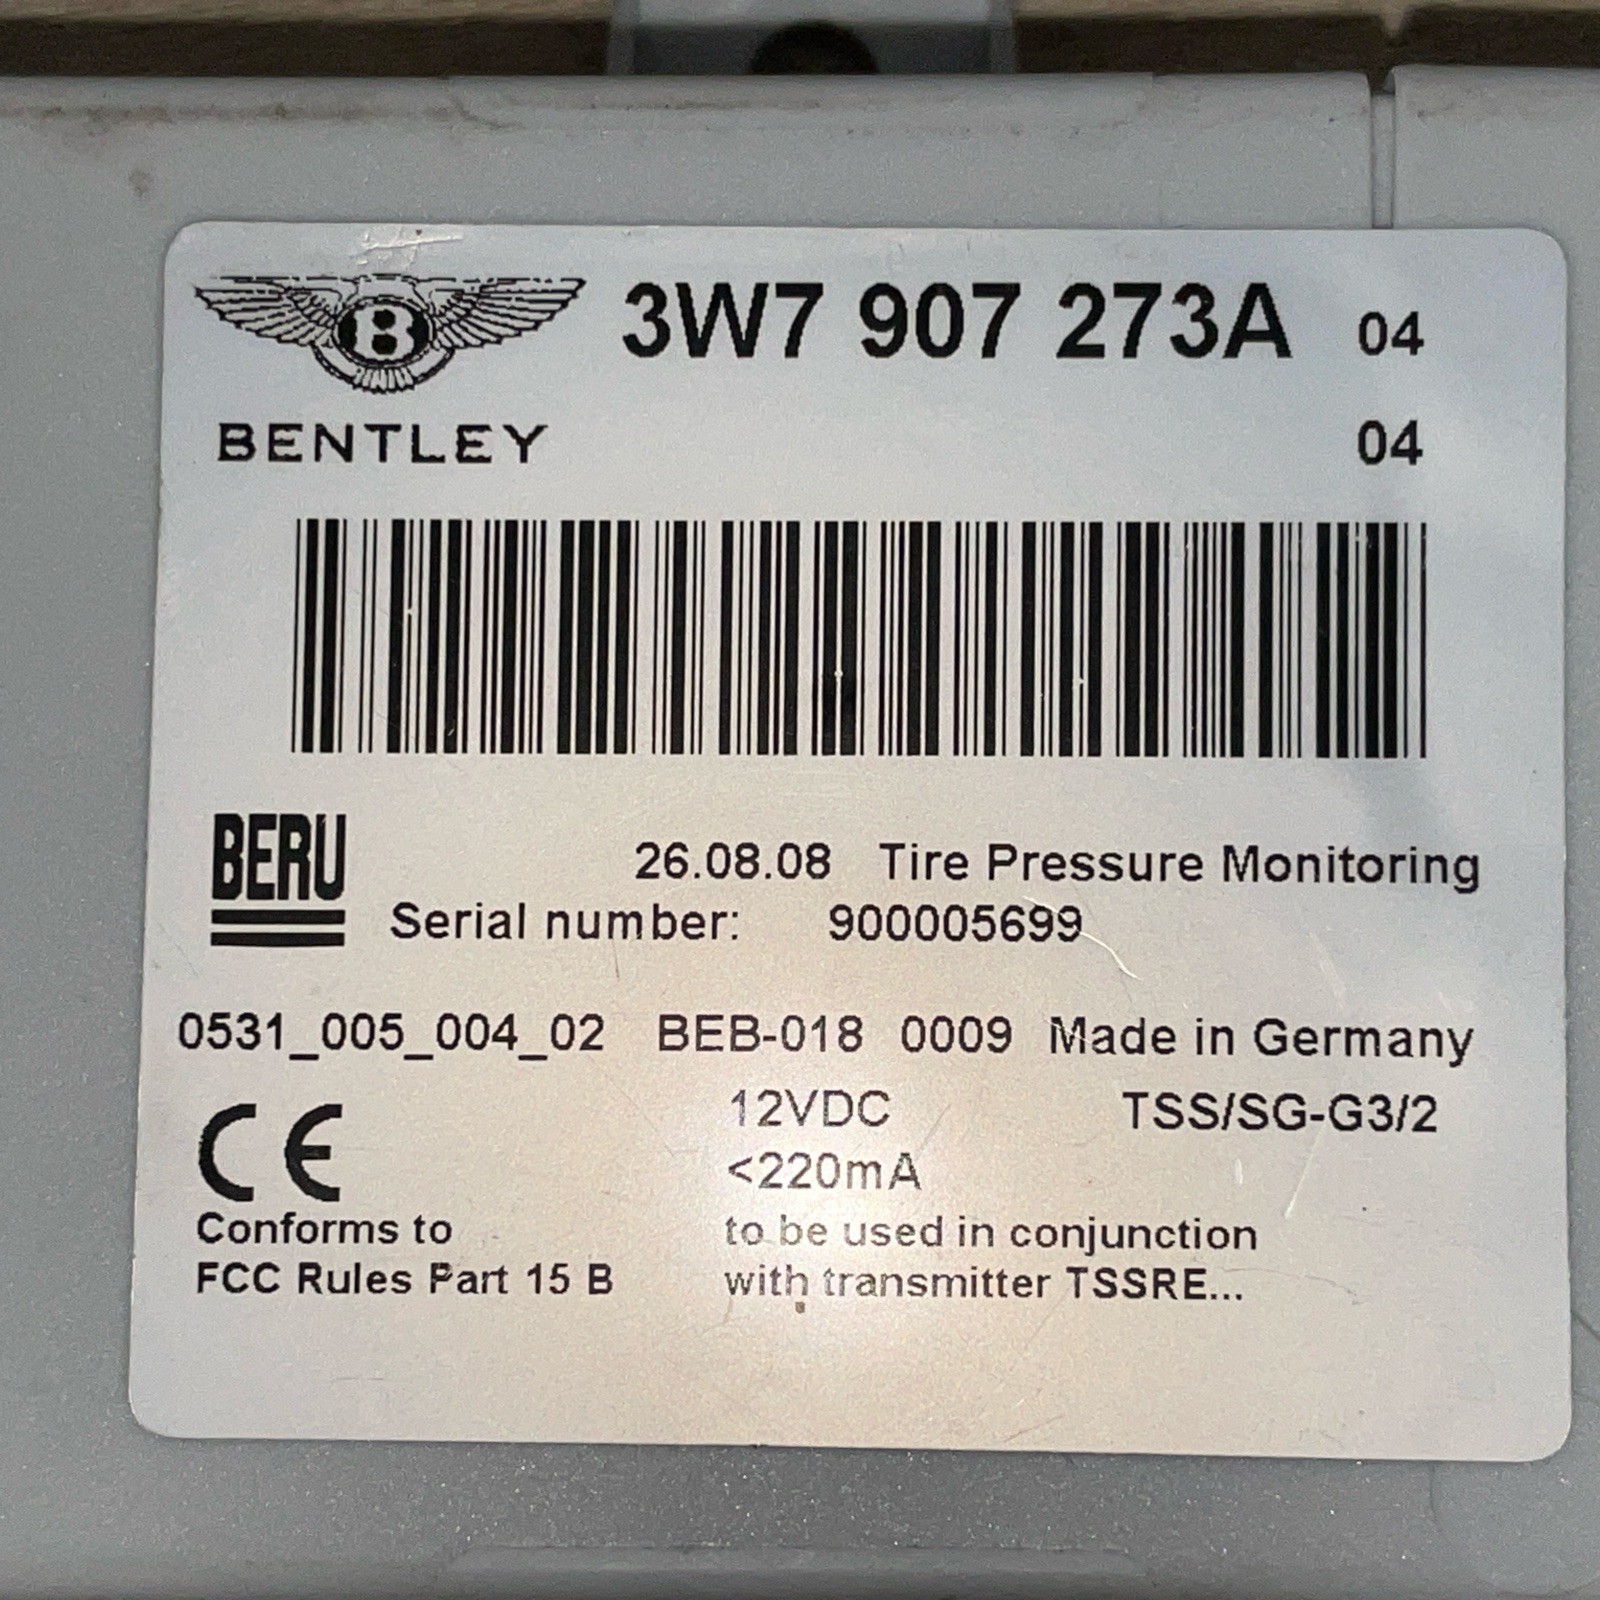 3W7 907 273A 04
BENTLEY 04
BERU
26.08.08 Tire Pressure Monitoring
Serial number: 900005699
0531_005_004_02 BEB-018 0009 Made in Germany
CE 12VDC TSS/SG-G3/2
<220mA
Conforms to to be used in conjunction
FCC Rules Part 15 B with transmitter TSSRE...